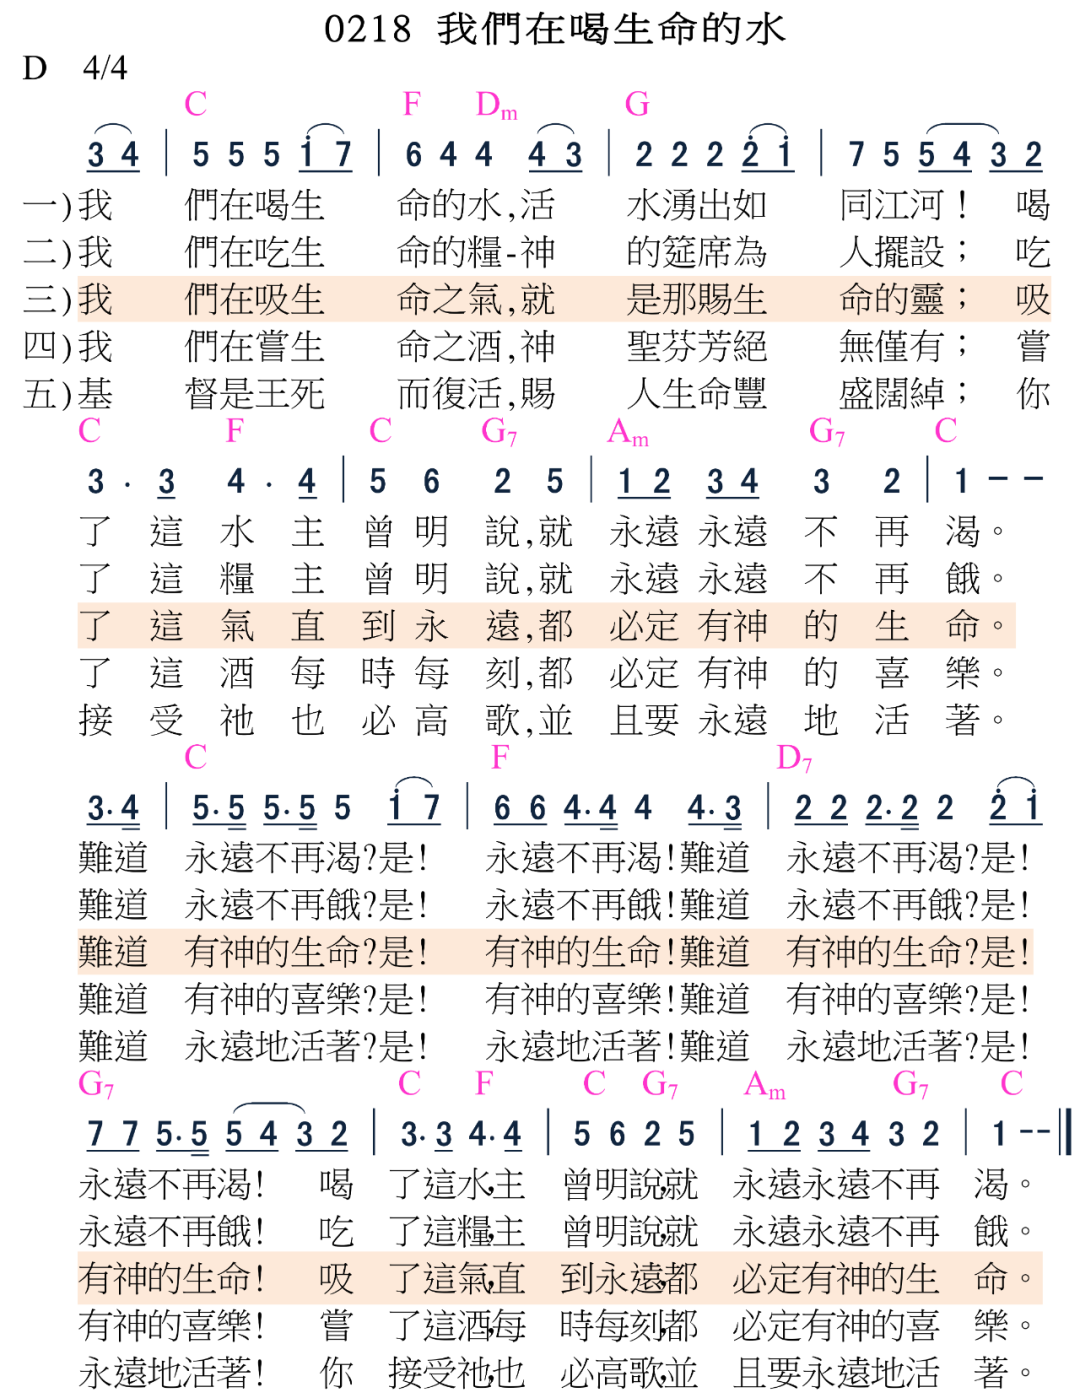 0218 我們在喝生命的水
D 4/4
C F Dm G
3 4 | 5 5 5 i 7 | 6 4 4 4 3 | 2 2 2 2̇ i | 7 5 5 4 3 2
一)我 們在喝生 命的水,活 水湧出如 同江河！ 喝
二)我 們在吃生 命的糧-神 的筵席為 人擺設； 吃
三)我 們在吸生 命之氣,就 是那賜生 命的靈； 吸
四)我 們在嘗生 命之酒,神 聖芬芳絕 無僅有； 嘗
五)基 督是王死 而復活,賜 人生命豐 盛闊綽； 你
C F C G7 Am G7 C
3 . 3 4 . 4 | 5 6 2 5 | 1 2 3 4 3 2 | 1 - -
了 這 水 主 曾 明 說,就 永遠 永遠 不 再 渴。
了 這 糧 主 曾 明 說,就 永遠 永遠 不 再 餓。
了 這 氣 直 到 永 遠,都 必定 有神 的 生 命。
了 這 酒 每 時 每 刻,都 必定 有神 的 喜 樂。
接 受 祂 也 必 高 歌,並 且要 永遠 地 活 著。
C F D7
3. 4 | 5. 5 5. 5 5 i 7 | 6 6 4. 4 4 4. 3 | 2 2 2. 2 2 2̇ i
難道 永遠不再渴?是! 永遠不再渴!難道 永遠不再渴?是!
難道 永遠不再餓?是! 永遠不再餓!難道 永遠不再餓?是!
難道 有神的生命?是! 有神的生命!難道 有神的生命?是!
難道 有神的喜樂?是! 有神的喜樂!難道 有神的喜樂?是!
難道 永遠地活著?是! 永遠地活著!難道 永遠地活著?是!
G7 C F C G7 Am G7 C
7 7 5. 5 5 4 3 2 | 3. 3 4. 4 | 5 6 2 5 | 1 2 3 4 3 2 | 1 --
永遠不再渴! 喝 了這水,主 曾明說,就 永遠永遠不再 渴。
永遠不再餓! 吃 了這糧,主 曾明說,就 永遠永遠不再 餓。
有神的生命! 吸 了這氣,直 到永遠,都 必定有神的生 命。
有神的喜樂! 嘗 了這酒,每 時每刻,都 必定有神的喜 樂。
永遠地活著! 你 接受祂,也 必高歌,並 且要永遠地活 著。